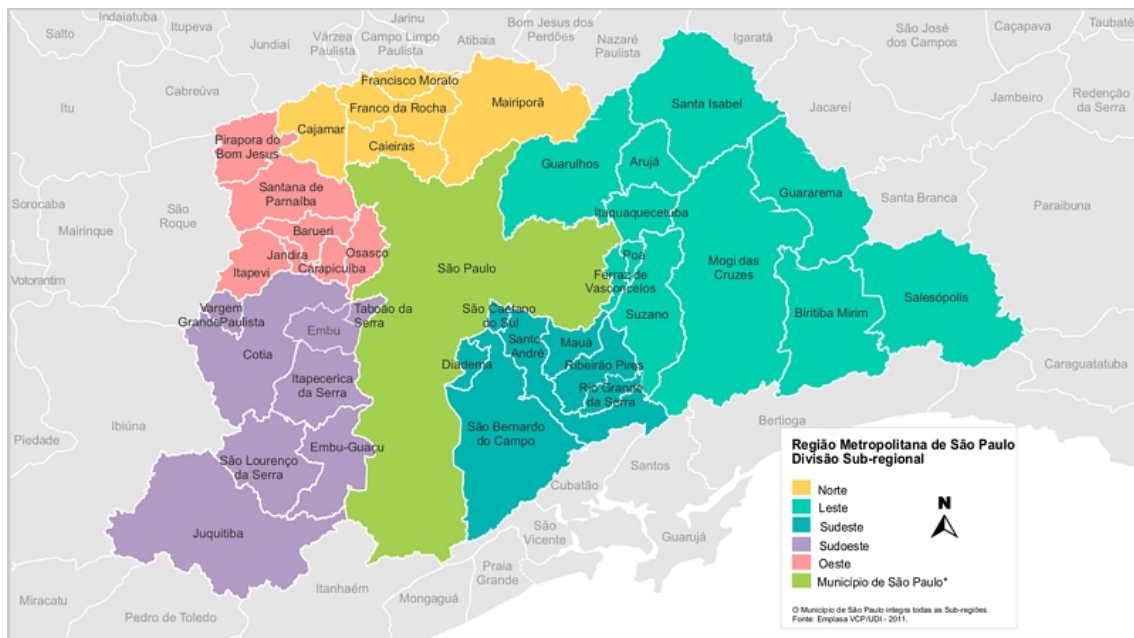 Indaiatuba
Itupeva
Jarinu
Bom Jesus dos
Perdões
Igaratá
São José
dos Campos
Caçapava
Taubaté
Salto
Jundiaí
Várzea
Paulista
Campo Limpo
Paulista
Atibaia
Nazaré
Paulista
Itu
Cabreúva
Francisco Morato
Franco da Rocha
Mairiporã
Santa Isabel
Jacareí
Jambeiro
Redenção
da Serra
Cajamar
Caieiras
Pirapora do
Bom Jesus
Guarulhos
Arujá
Guararema
Santa Branca
Santana de
Parnaíba
Sorocaba
São
Roque
Mairinque
Itaquaquecetuba
Paraibuna
Barueri
Osasco
Jandira
Carapicuíba
Itapevi
São Paulo
Poá
Ferraz de
Vasconcelos
Mogi das
Cruzes
Votorantim
Salesópolis
Vargem
Grande Paulista
Embu
Taboão da
Serra
São Caetano
do Sul
Suzano
Biritiba Mirim
Cotia
Santo
André
Mauá
Diadema
Ribeirão Pires
Rio Grande
da Serra
Caraguatatuba
Itapecerica
da Serra
Ibiúna
Piedade
São Bernardo
do Campo
Bertioga
Embu-Guaçu
São Lourenço
da Serra
Santos
Cubatão
Juquitiba
São
Vicente
Guarujá
Praia
Grande
Itanhaém
Mongaguá
Miracatu
Pedro de Toledo
Região Metropolitana de São Paulo
Divisão Sub-regional
Norte
Leste
Sudeste
Sudoeste
Oeste
Município de São Paulo*
N
O Município de São Paulo integra todas as Sub-regiões.
Fonte: Emplasa VCP/UDI - 2011.